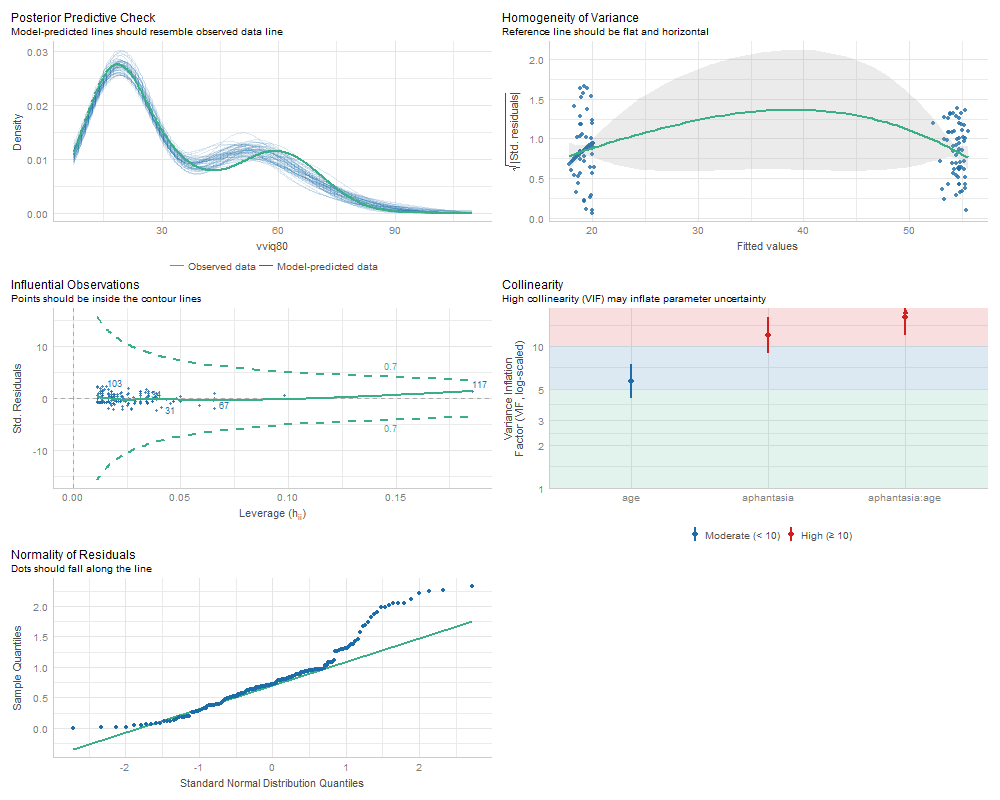 Posterior Predictive Check
Model-predicted lines should resemble observed data line
0.03
0.02
0.01
0.00
Density
30
60
90
vviq80
Observed data
Model-predicted data
Homogeneity of Variance
Reference line should be flat and horizontal
2.0
1.5
1.0
0.5
0.0
√|Std. residuals|
20
30
40
50
Fitted values
Influential Observations
Points should be inside the contour lines
10
0
-10
Std. Residuals
0.7
103
117
31
67
0.7
0.00
0.05
0.10
0.15
Leverage (hii)
Collinearity
High collinearity (VIF) may inflate parameter uncertainty
10
5
3
2
1
Variance Inflation
Factor (VIF, log-scaled)
age
aphantasia
aphantasia:age
Moderate (< 10)
High (≥ 10)
Normality of Residuals
Dots should fall along the line
2.0
1.5
1.0
0.5
0.0
Sample Quantiles
-2
-1
0
1
2
Standard Normal Distribution Quantiles